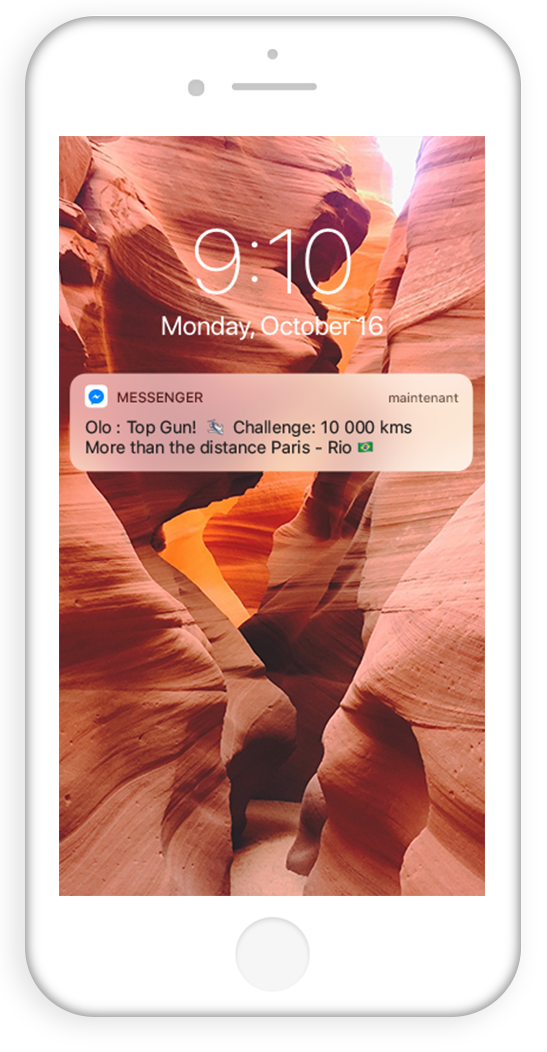 9:10
Monday, October 16
MESSENGER maintenant
Olo : Top Gun! 🛩 Challenge: 10 000 kms
More than the distance Paris - Rio 🇧🇷